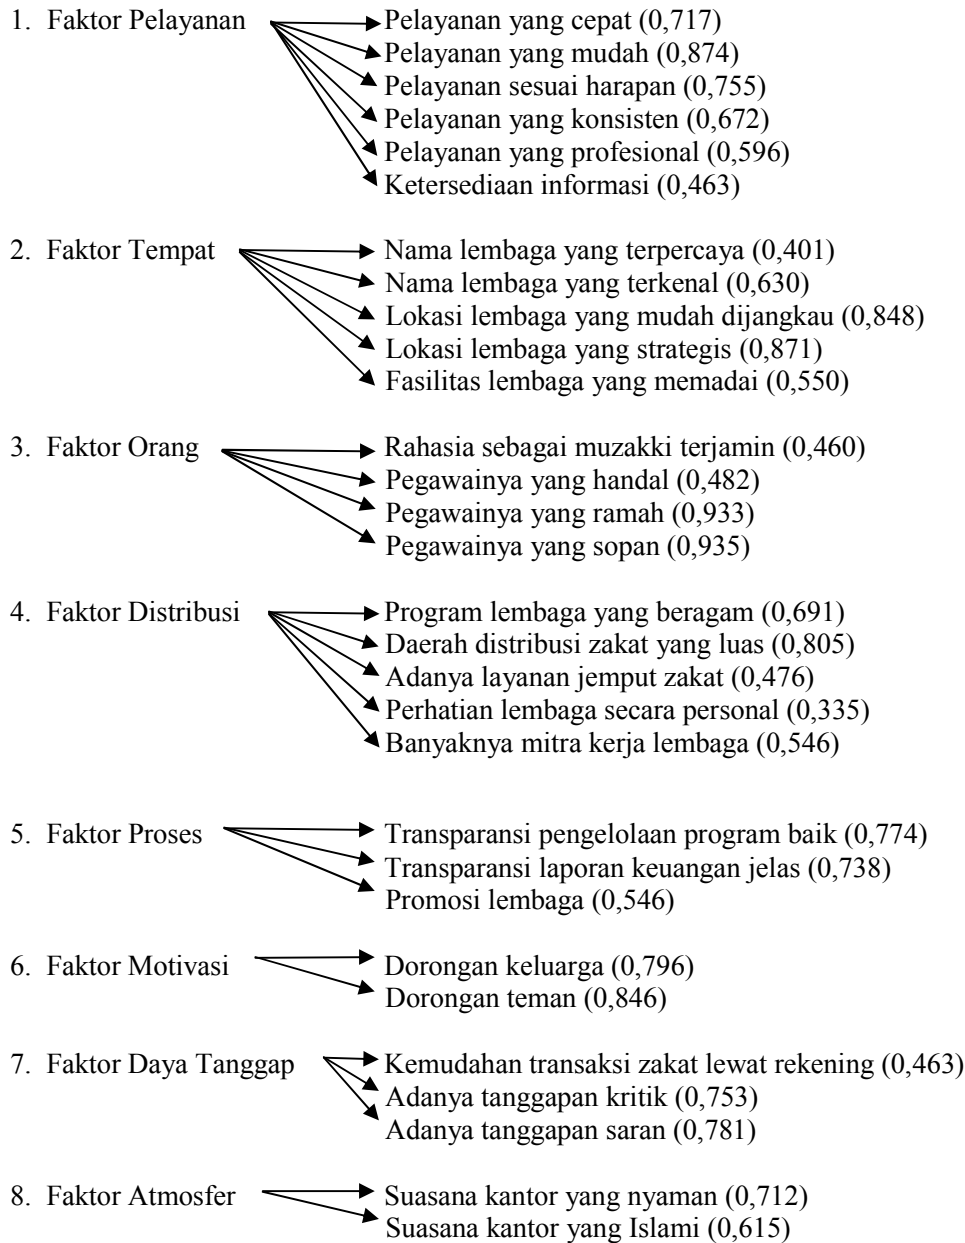 1. Faktor Pelayanan Pelayanan yang cepat (0,717)
Pelayanan yang mudah (0,874)
Pelayanan sesuai harapan (0,755)
Pelayanan yang konsisten (0,672)
Pelayanan yang profesional (0,596)
Ketersediaan informasi (0,463)
2. Faktor Tempat Nama lembaga yang terpercaya (0,401)
Nama lembaga yang terkenal (0,630)
Lokasi lembaga yang mudah dijangkau (0,848)
Lokasi lembaga yang strategis (0,871)
Fasilitas lembaga yang memadai (0,550)
3. Faktor Orang Rahasia sebagai muzakki terjamin (0,460)
Pegawainya yang handal (0,482)
Pegawainya yang ramah (0,933)
Pegawainya yang sopan (0,935)
4. Faktor Distribusi Program lembaga yang beragam (0,691)
Daerah distribusi zakat yang luas (0,805)
Adanya layanan jemput zakat (0,476)
Perhatian lembaga secara personal (0,335)
Banyaknya mitra kerja lembaga (0,546)
5. Faktor Proses Transparansi pengelolaan program baik (0,774)
Transparansi laporan keuangan jelas (0,738)
Promosi lembaga (0,546)
6. Faktor Motivasi Dorongan keluarga (0,796)
Dorongan teman (0,846)
7. Faktor Daya Tanggap Kemudahan transaksi zakat lewat rekening (0,463)
Adanya tanggapan kritik (0,753)
Adanya tanggapan saran (0,781)
8. Faktor Atmosfer Suasana kantor yang nyaman (0,712)
Suasana kantor yang Islami (0,615)